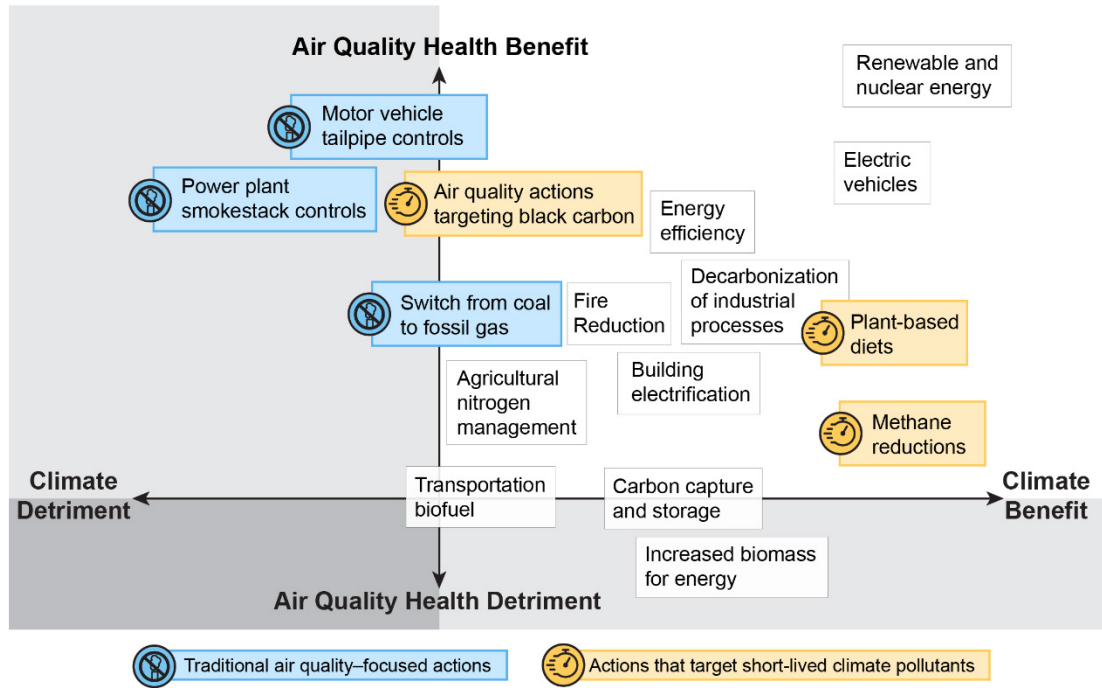 Air Quality Health Benefit
Renewable and
nuclear energy
Motor vehicle
tailpipe controls
Electric
vehicles
Power plant
smokestack controls
Air quality actions
targeting black carbon
Energy
efficiency
Switch from coal
to fossil gas
Fire
Reduction
Decarbonization
of industrial
processes
Plant-based
diets
Agricultural
nitrogen
management
Building
electrification
Methane
reductions
Climate
Detriment
Transportation
biofuel
Carbon capture
and storage
Climate
Benefit
Increased biomass
for energy
Air Quality Health Detriment
Traditional air quality–focused actions
Actions that target short-lived climate pollutants